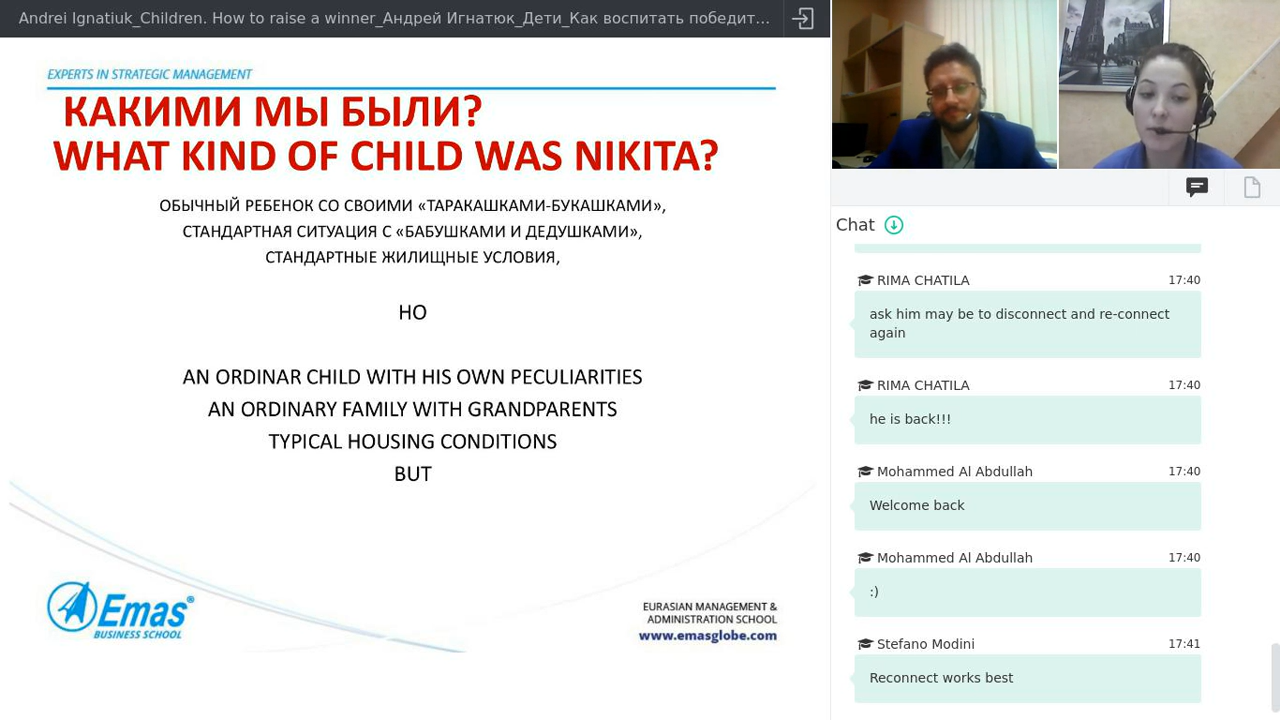 Andrei Ignatiuk_Children. How to raise a winner_Андрей Игнатюк_Дети_Как воспитать победит...
EXPERTS IN STRATEGIC MANAGEMENT
КАКИМИ МЫ БЫЛИ?
WHAT KIND OF CHILD WAS NIKITA?
ОБЫЧНЫЙ РЕБЕНОК СО СВОИМИ «ТАРАКАШКАМИ-БУКАШКАМИ»,
СТАНДАРТНАЯ СИТУАЦИЯ С «БАБУШКАМИ И ДЕДУШКАМИ»,
СТАНДАРТНЫЕ ЖИЛИЩНЫЕ УСЛОВИЯ,
НО
AN ORDINAR CHILD WITH HIS OWN PECULIARITIES
AN ORDINARY FAMILY WITH GRANDPARENTS
TYPICAL HOUSING CONDITIONS
BUT
Emas®
BUSINESS SCHOOL
EURASIAN MANAGEMENT &
ADMINISTRATION SCHOOL
www.emasglobe.com
Chat
RIMA CHATILA 17:40
ask him may be to disconnect and re-connect
again
RIMA CHATILA 17:40
he is back!!!
Mohammed Al Abdullah 17:40
Welcome back
Mohammed Al Abdullah 17:40
:)
Stefano Modini 17:41
Reconnect works best